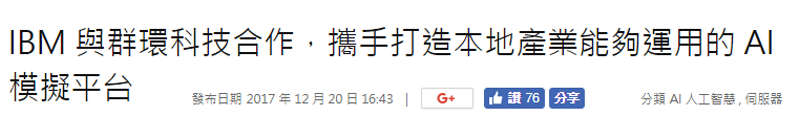 IBM 與群環科技合作，攜手打造本地產業能夠運用的 AI
模擬平台
發布日期 2017 年 12 月 20 日 16:43 | G+ 讚 76 分享 分類 AI 人工智慧 , 伺服器